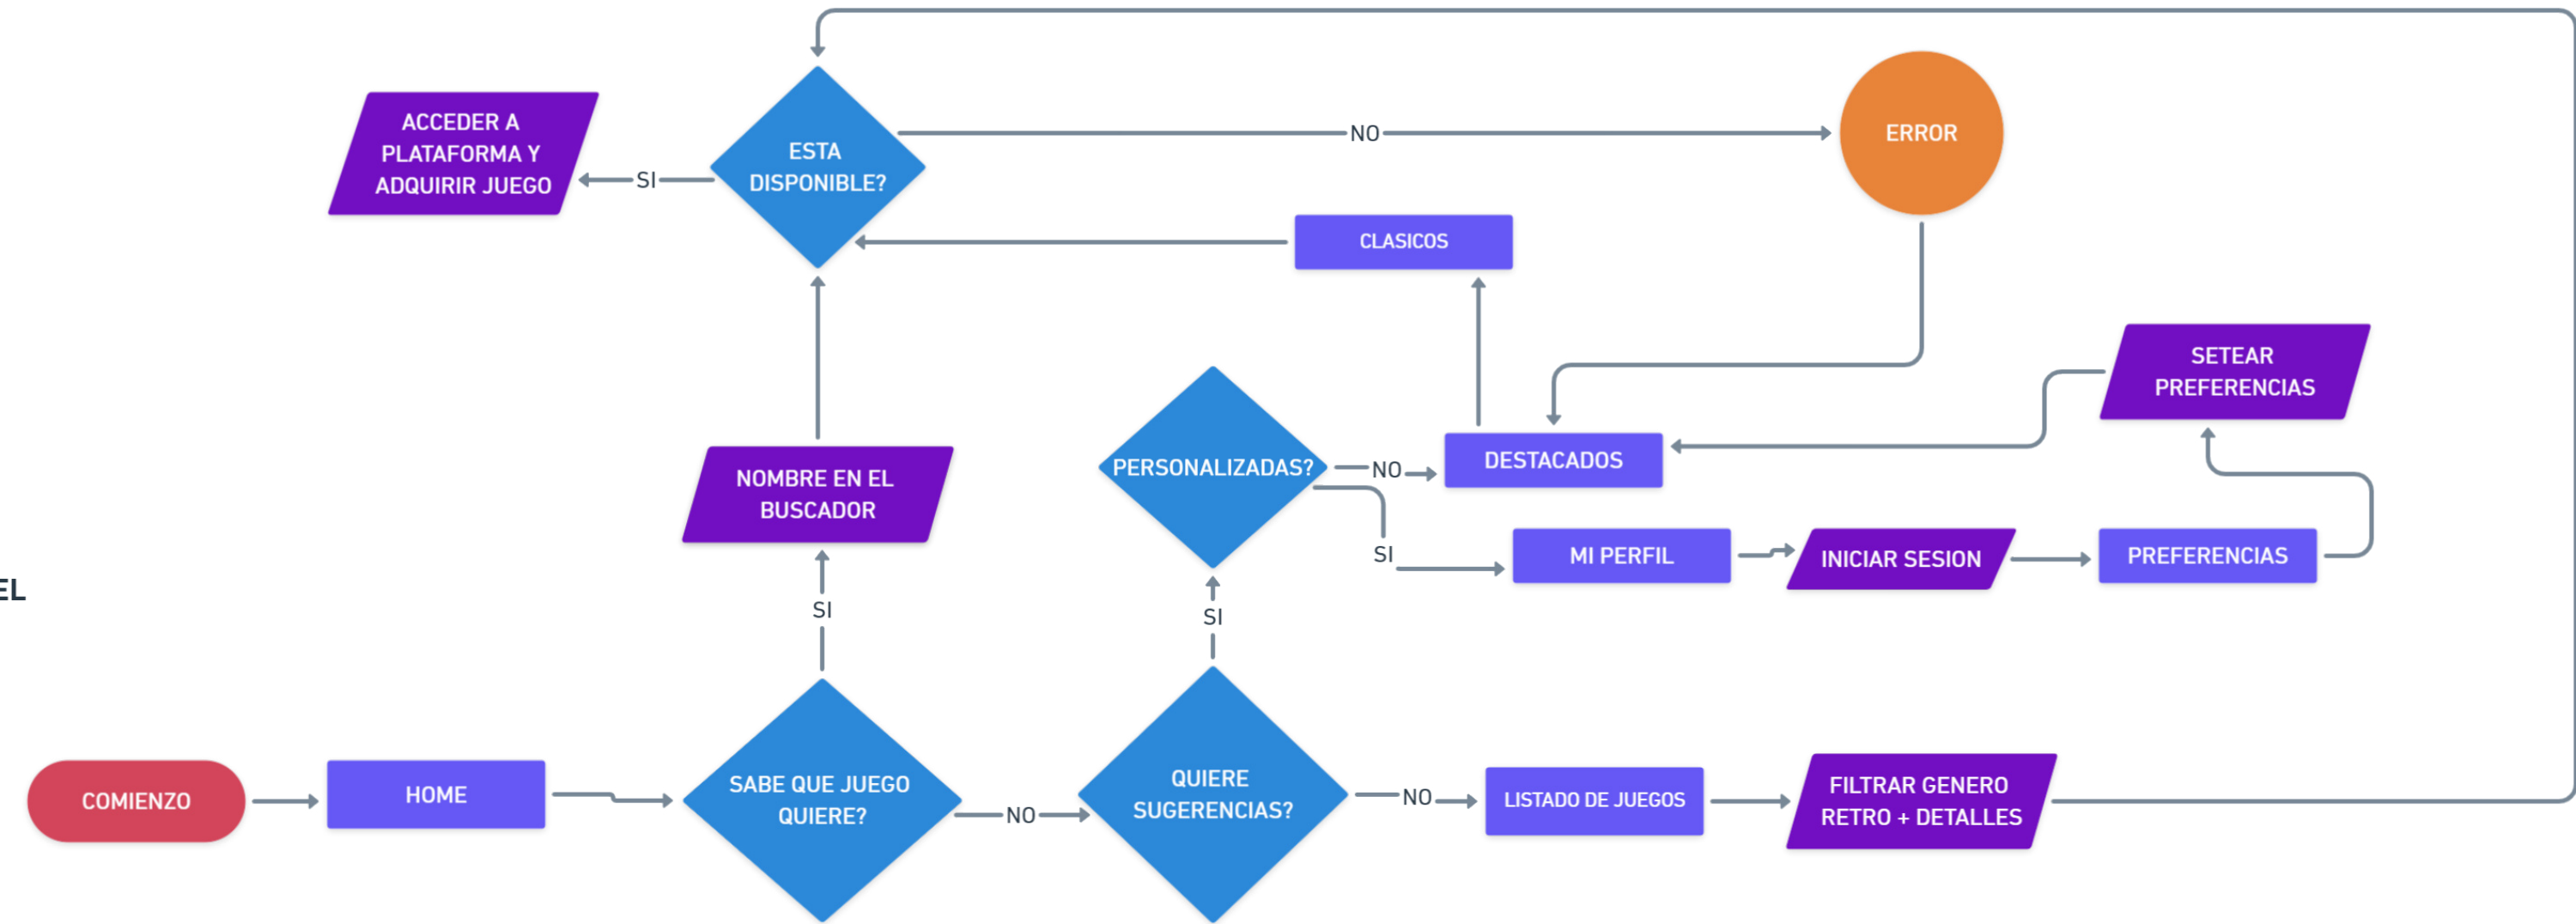 ACCEDER A
PLATAFORMA Y
ADQUIRIR JUEGO
SI
ESTA
DISPONIBLE?
NO
ERROR
CLASICOS
SETEAR
PREFERENCIAS
NOMBRE EN EL
BUSCADOR
PERSONALIZADAS?
NO
DESTACADOS
SI
MI PERFIL
INICIAR SESION
PREFERENCIAS
EL
SI
SI
COMIENZO
HOME
SABE QUE JUEGO
QUIERE?
NO
QUIERE
SUGERENCIAS?
NO
LISTADO DE JUEGOS
FILTRAR GENERO
RETRO + DETALLES